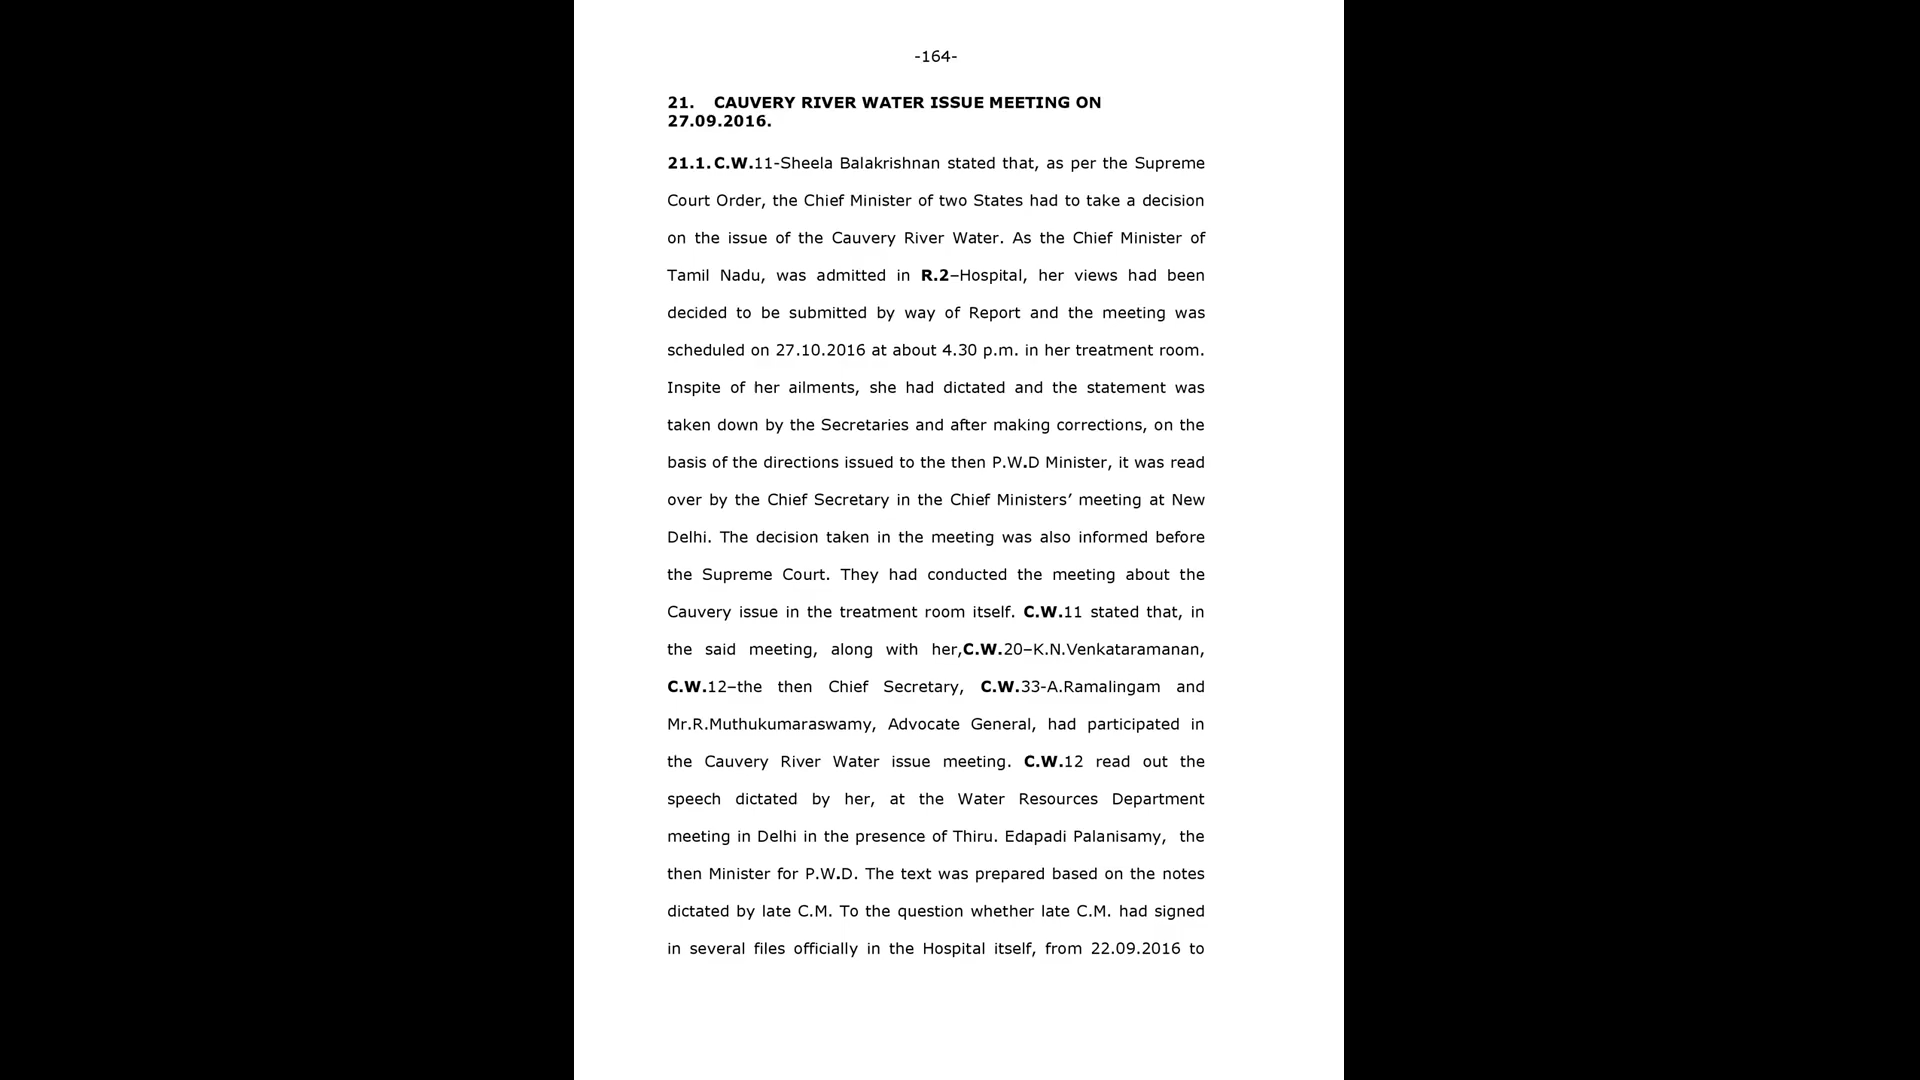 -164-
21. CAUVERY RIVER WATER ISSUE MEETING ON
27.09.2016.
21.1. C.W.11-Sheela Balakrishnan stated that, as per the Supreme
Court Order, the Chief Minister of two States had to take a decision
on the issue of the Cauvery River Water. As the Chief Minister of
Tamil Nadu, was admitted in R.2–Hospital, her views had been
decided to be submitted by way of Report and the meeting was
scheduled on 27.10.2016 at about 4.30 p.m. in her treatment room.
Inspite of her ailments, she had dictated and the statement was
taken down by the Secretaries and after making corrections, on the
basis of the directions issued to the then P.W.D Minister, it was read
over by the Chief Secretary in the Chief Ministers’ meeting at New
Delhi. The decision taken in the meeting was also informed before
the Supreme Court. They had conducted the meeting about the
Cauvery issue in the treatment room itself. C.W.11 stated that, in
the said meeting, along with her,C.W.20–K.N.Venkataramanan,
C.W.12–the then Chief Secretary, C.W.33-A.Ramalingam and
Mr.R.Muthukumaraswamy, Advocate General, had participated in
the Cauvery River Water issue meeting. C.W.12 read out the
speech dictated by her, at the Water Resources Department
meeting in Delhi in the presence of Thiru. Edapadi Palanisamy, the
then Minister for P.W.D. The text was prepared based on the notes
dictated by late C.M. To the question whether late C.M. had signed
in several files officially in the Hospital itself, from 22.09.2016 to